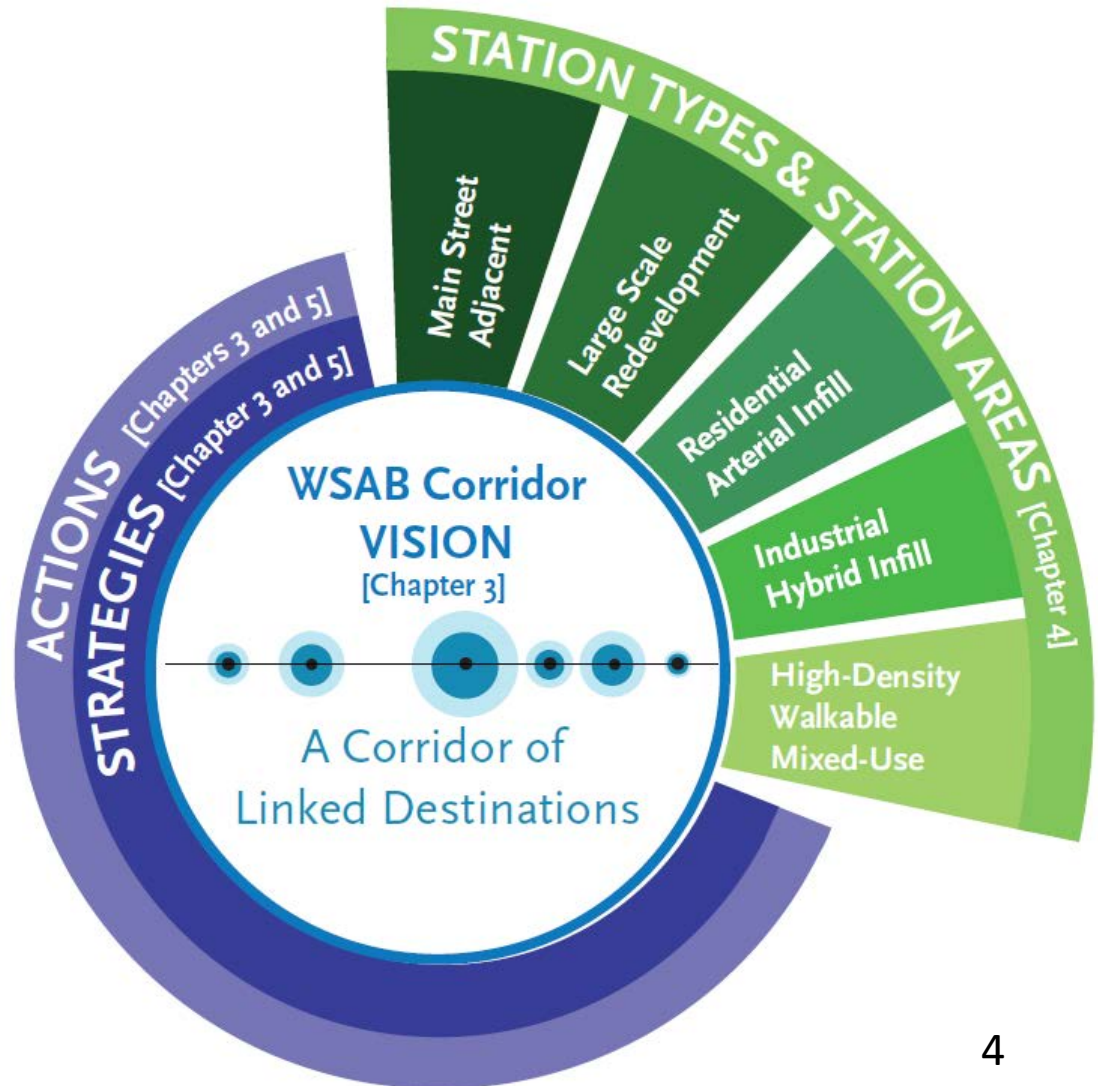 STATION TYPES & STATION AREAS [Chapter 4]
Main Street
Adjacent
Large Scale
Redevelopment
Residential
Arterial Infill
Industrial
Hybrid Infill
High-Density
Walkable
Mixed-Use
ACTIONS [Chapters 3 and 5]
STRATEGIES [Chapter 3 and 5]
WSAB Corridor
VISION
[Chapter 3]
A Corridor of
Linked Destinations
4